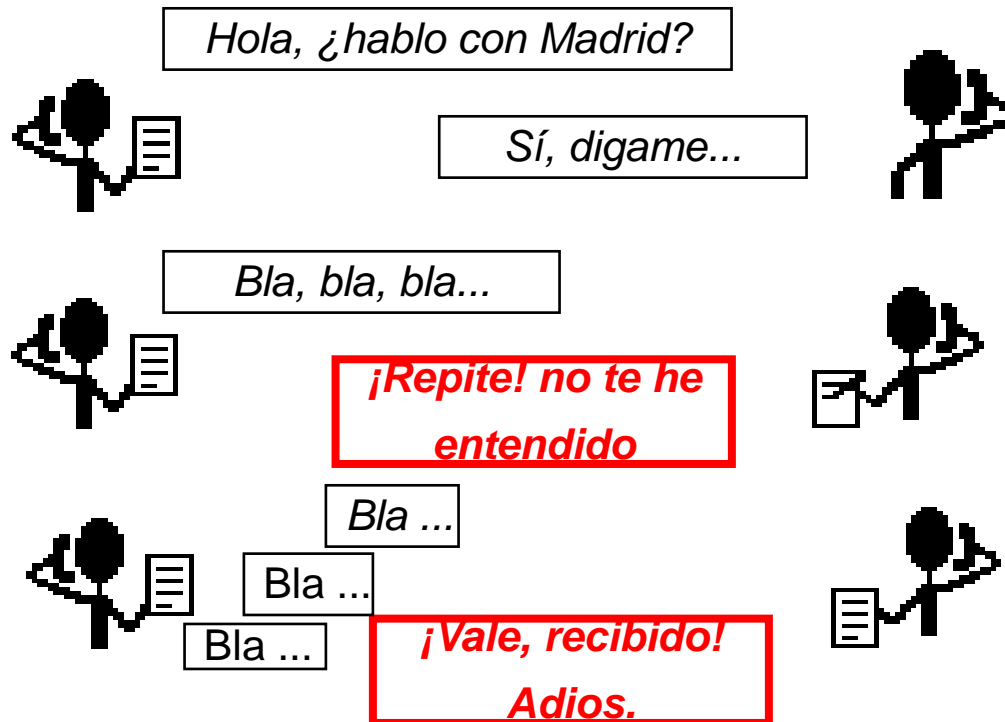 Hola, ¿hablo con Madrid?
Sí, digame...
Bla, bla, bla...
¡Repite! no te he
entendido
Bla ...
Bla ...
Bla ...
¡Vale, recibido!
Adios.